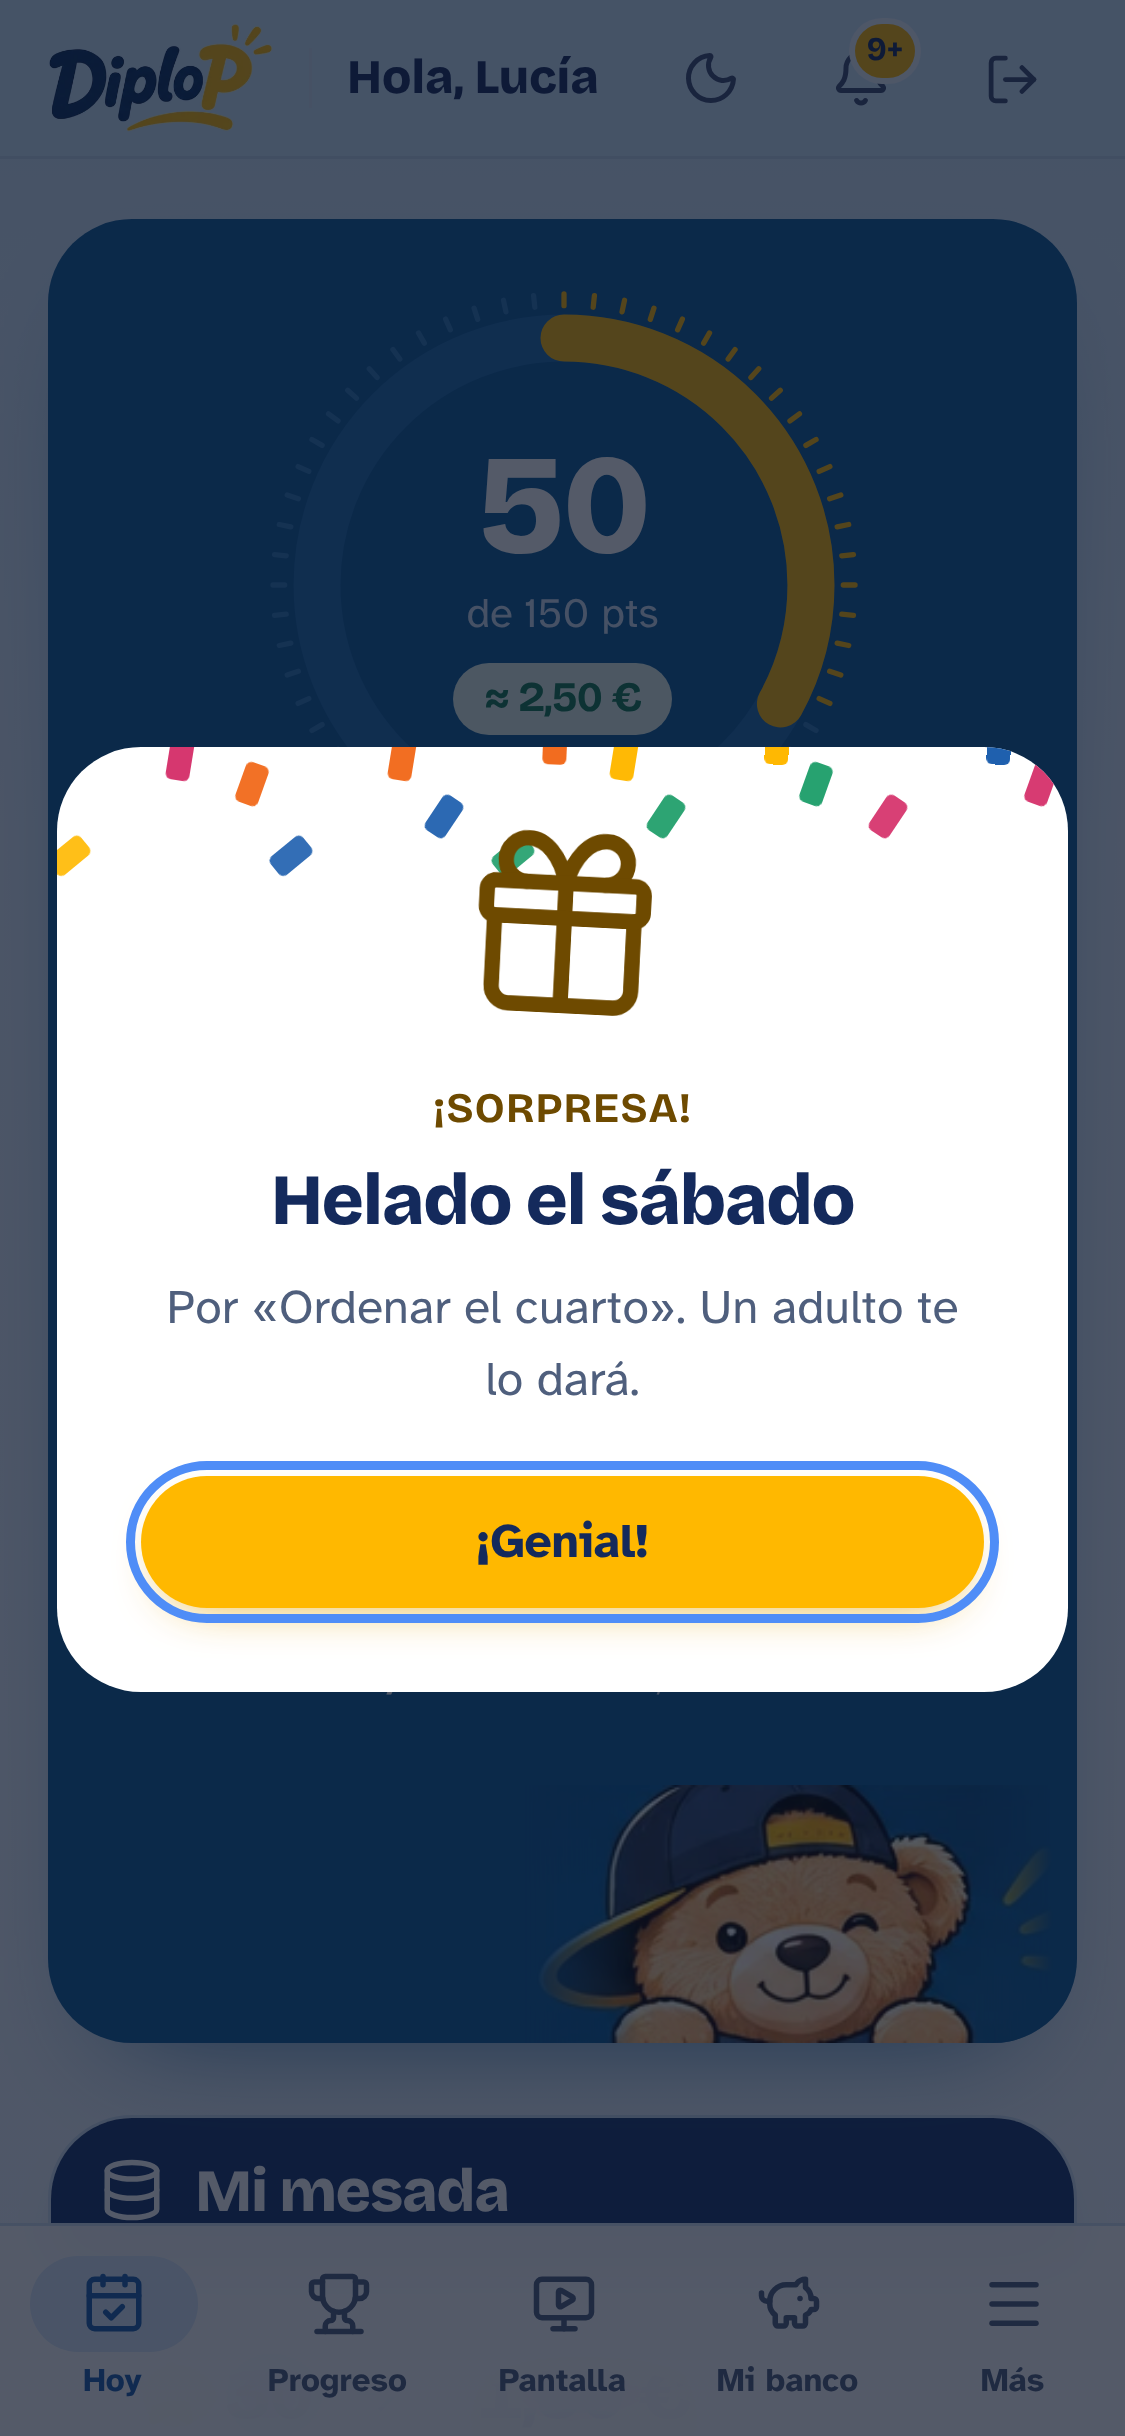 DiploP
Hola, Lucía
9+
50
de 150 pts
≈ 2,50 €
¡SORPRESA!
Helado el sábado
Por «Ordenar el cuarto». Un adulto te
lo dará.
¡Genial!
Mi mesada
Hoy
Progreso
Pantalla
Mi banco
Más